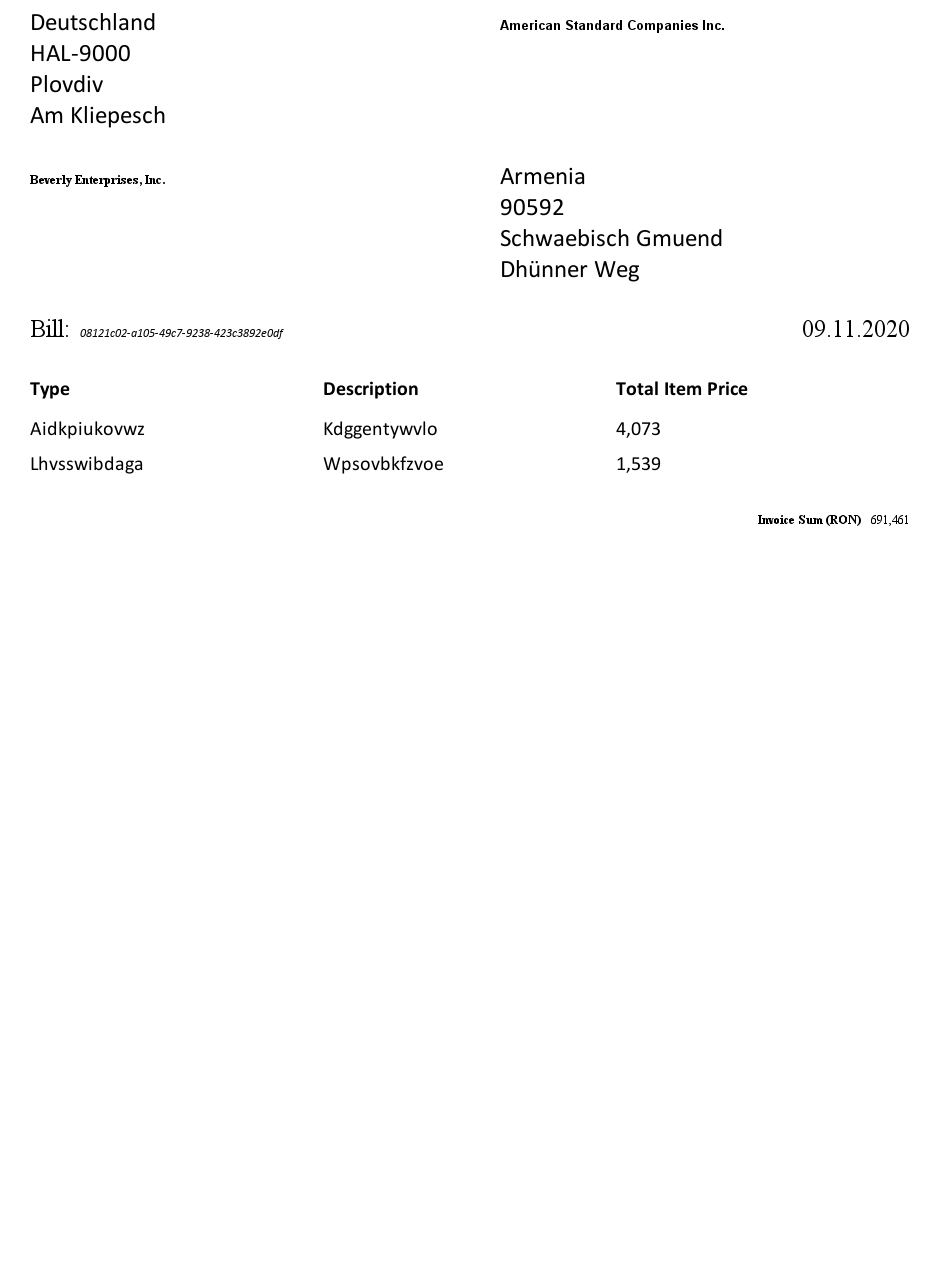 Deutschland
HAL-9000
Plovdiv
Am Kliepesch
American Standard Companies Inc.
Beverly Enterprises, Inc.
Armenia
90592
Schwaebisch Gmuend
Dhünner Weg
Bill: 08121c02-a105-49c7-9238-423c3892e0df 09.11.2020
Type Description Total Item Price
Aidkpiukovwz Kdggentywvlo 4,073
Lhvsswibdaga Wpsovbkfzvoe 1,539
Invoice Sum (RON) 691,461